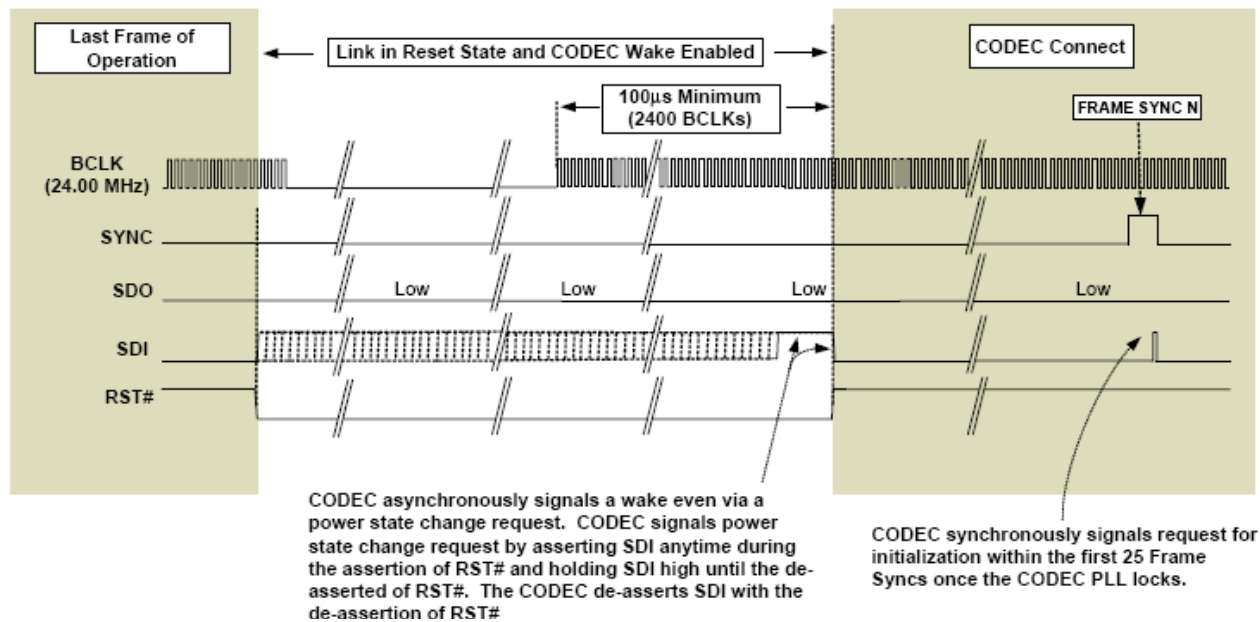 Last Frame of
Operation
Link in Reset State and CODEC Wake Enabled
CODEC Connect
100µs Minimum
(2400 BCLKs)
FRAME SYNC N
BCLK
(24.00 MHz)
SYNC
SDO
Low
Low
Low
Low
SDI
RST#
CODEC asynchronously signals a wake even via a
power state change request. CODEC signals power
state change request by asserting SDI anytime during
the assertion of RST# and holding SDI high until the de-
asserted of RST#. The CODEC de-asserts SDI with the
de-assertion of RST#
CODEC synchronously signals request for
initialization within the first 25 Frame
Syncs once the CODEC PLL locks.